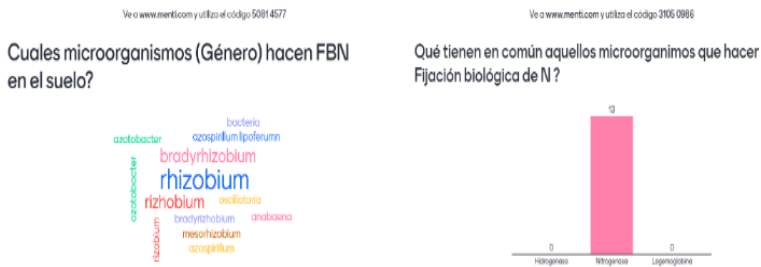 Ve a www.menti.com y utiliza el código 5081 4577
Cuales microorganismos (Género) hacen FBN
en el suelo?
bacteria
azotobacter
azospirillum lipoferumn
bradyrhizobium
azotobacter
rhizobium
rizhobium
oscillatoria
bradyrizhobium
anabaena
rizobium
mesorhizobium
azospirillum
Ve a www.menti.com y utiliza el código 3105 0986
Qué tienen en común aquellos microorganimos que hacen
Fijación biológica de N ?
13
0
0
Hidrogenasa
Nitrogenasa
Legemoglobina